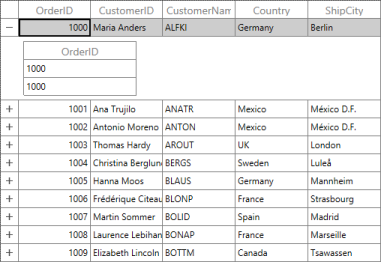 OrderID CustomerID CustomerNam Country ShipCity
1000 Maria Anders ALFKI Germany Berlin
OrderID
1000
1000
1001 Ana Trujilo ANATR Mexico México D.F.
1002 Antonio Moreno ANTON Mexico México D.F.
1003 Thomas Hardy AROUT UK London
1004 Christina Berglun BERGS Sweden Luleå
1005 Hanna Moos BLAUS Germany Mannheim
1006 Frédérique Citeau BLONP France Strasbourg
1007 Martin Sommer BOLID Spain Madrid
1008 Laurence Lebihan BONAP France Marseille
1009 Elizabeth Lincoln BOTTM Canada Tsawassen